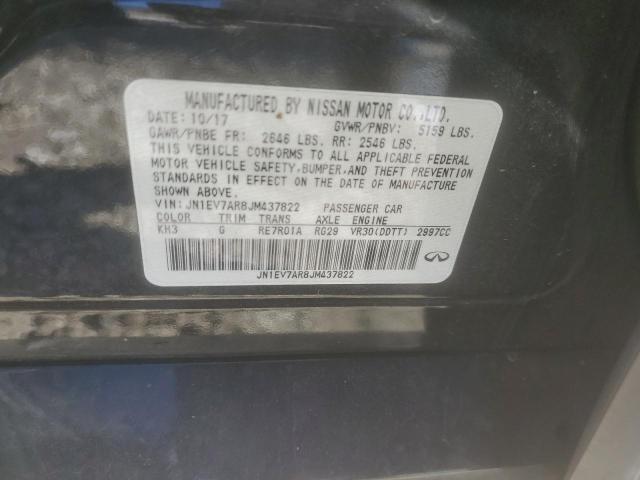 MANUFACTURED BY NISSAN MOTOR CO.,LTD.
DATE: 10/17 GVWR/PNBV: 5159 LBS.
GAWR/PNBE FR: 2646 LBS. RR: 2546 LBS.
THIS VEHICLE CONFORMS TO ALL APPLICABLE FEDERAL
MOTOR VEHICLE SAFETY,BUMPER,AND THEFT PREVENTION
STANDARDS IN EFFECT ON THE DATE OF MANUFACTURE
SHOWN ABOVE.
VIN: JN1EV7AR8JM437822 PASSENGER CAR
COLOR TRIM TRANS AXLE ENGINE
KH3 G RE7R01A RG29 VR30(DDTT) 2997CC
JN1EV7AR8JM437822